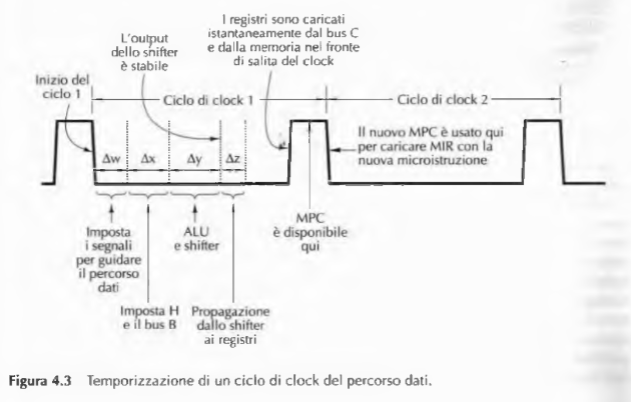 I registri sono caricati
istantaneamente dal bus C
e dalla memoria nel fronte
di salita del clock
L'output
dello shifter
è stabile
Inizio del
ciclo 1
Ciclo di clock 1
Ciclo di clock 2
Il nuovo MPC è usato qui
per caricare MIR con la
nuova microistruzione
Δw
Δx
Δy
Δz
Imposta
i segnali
per guidare
il percorso
dati
ALU
e shifter
MPC
è disponibile
qui
Imposta H
e il bus B
Propagazione
dallo shifter
ai registri
Figura 4.3 Temporizzazione di un ciclo di clock del percorso dati.